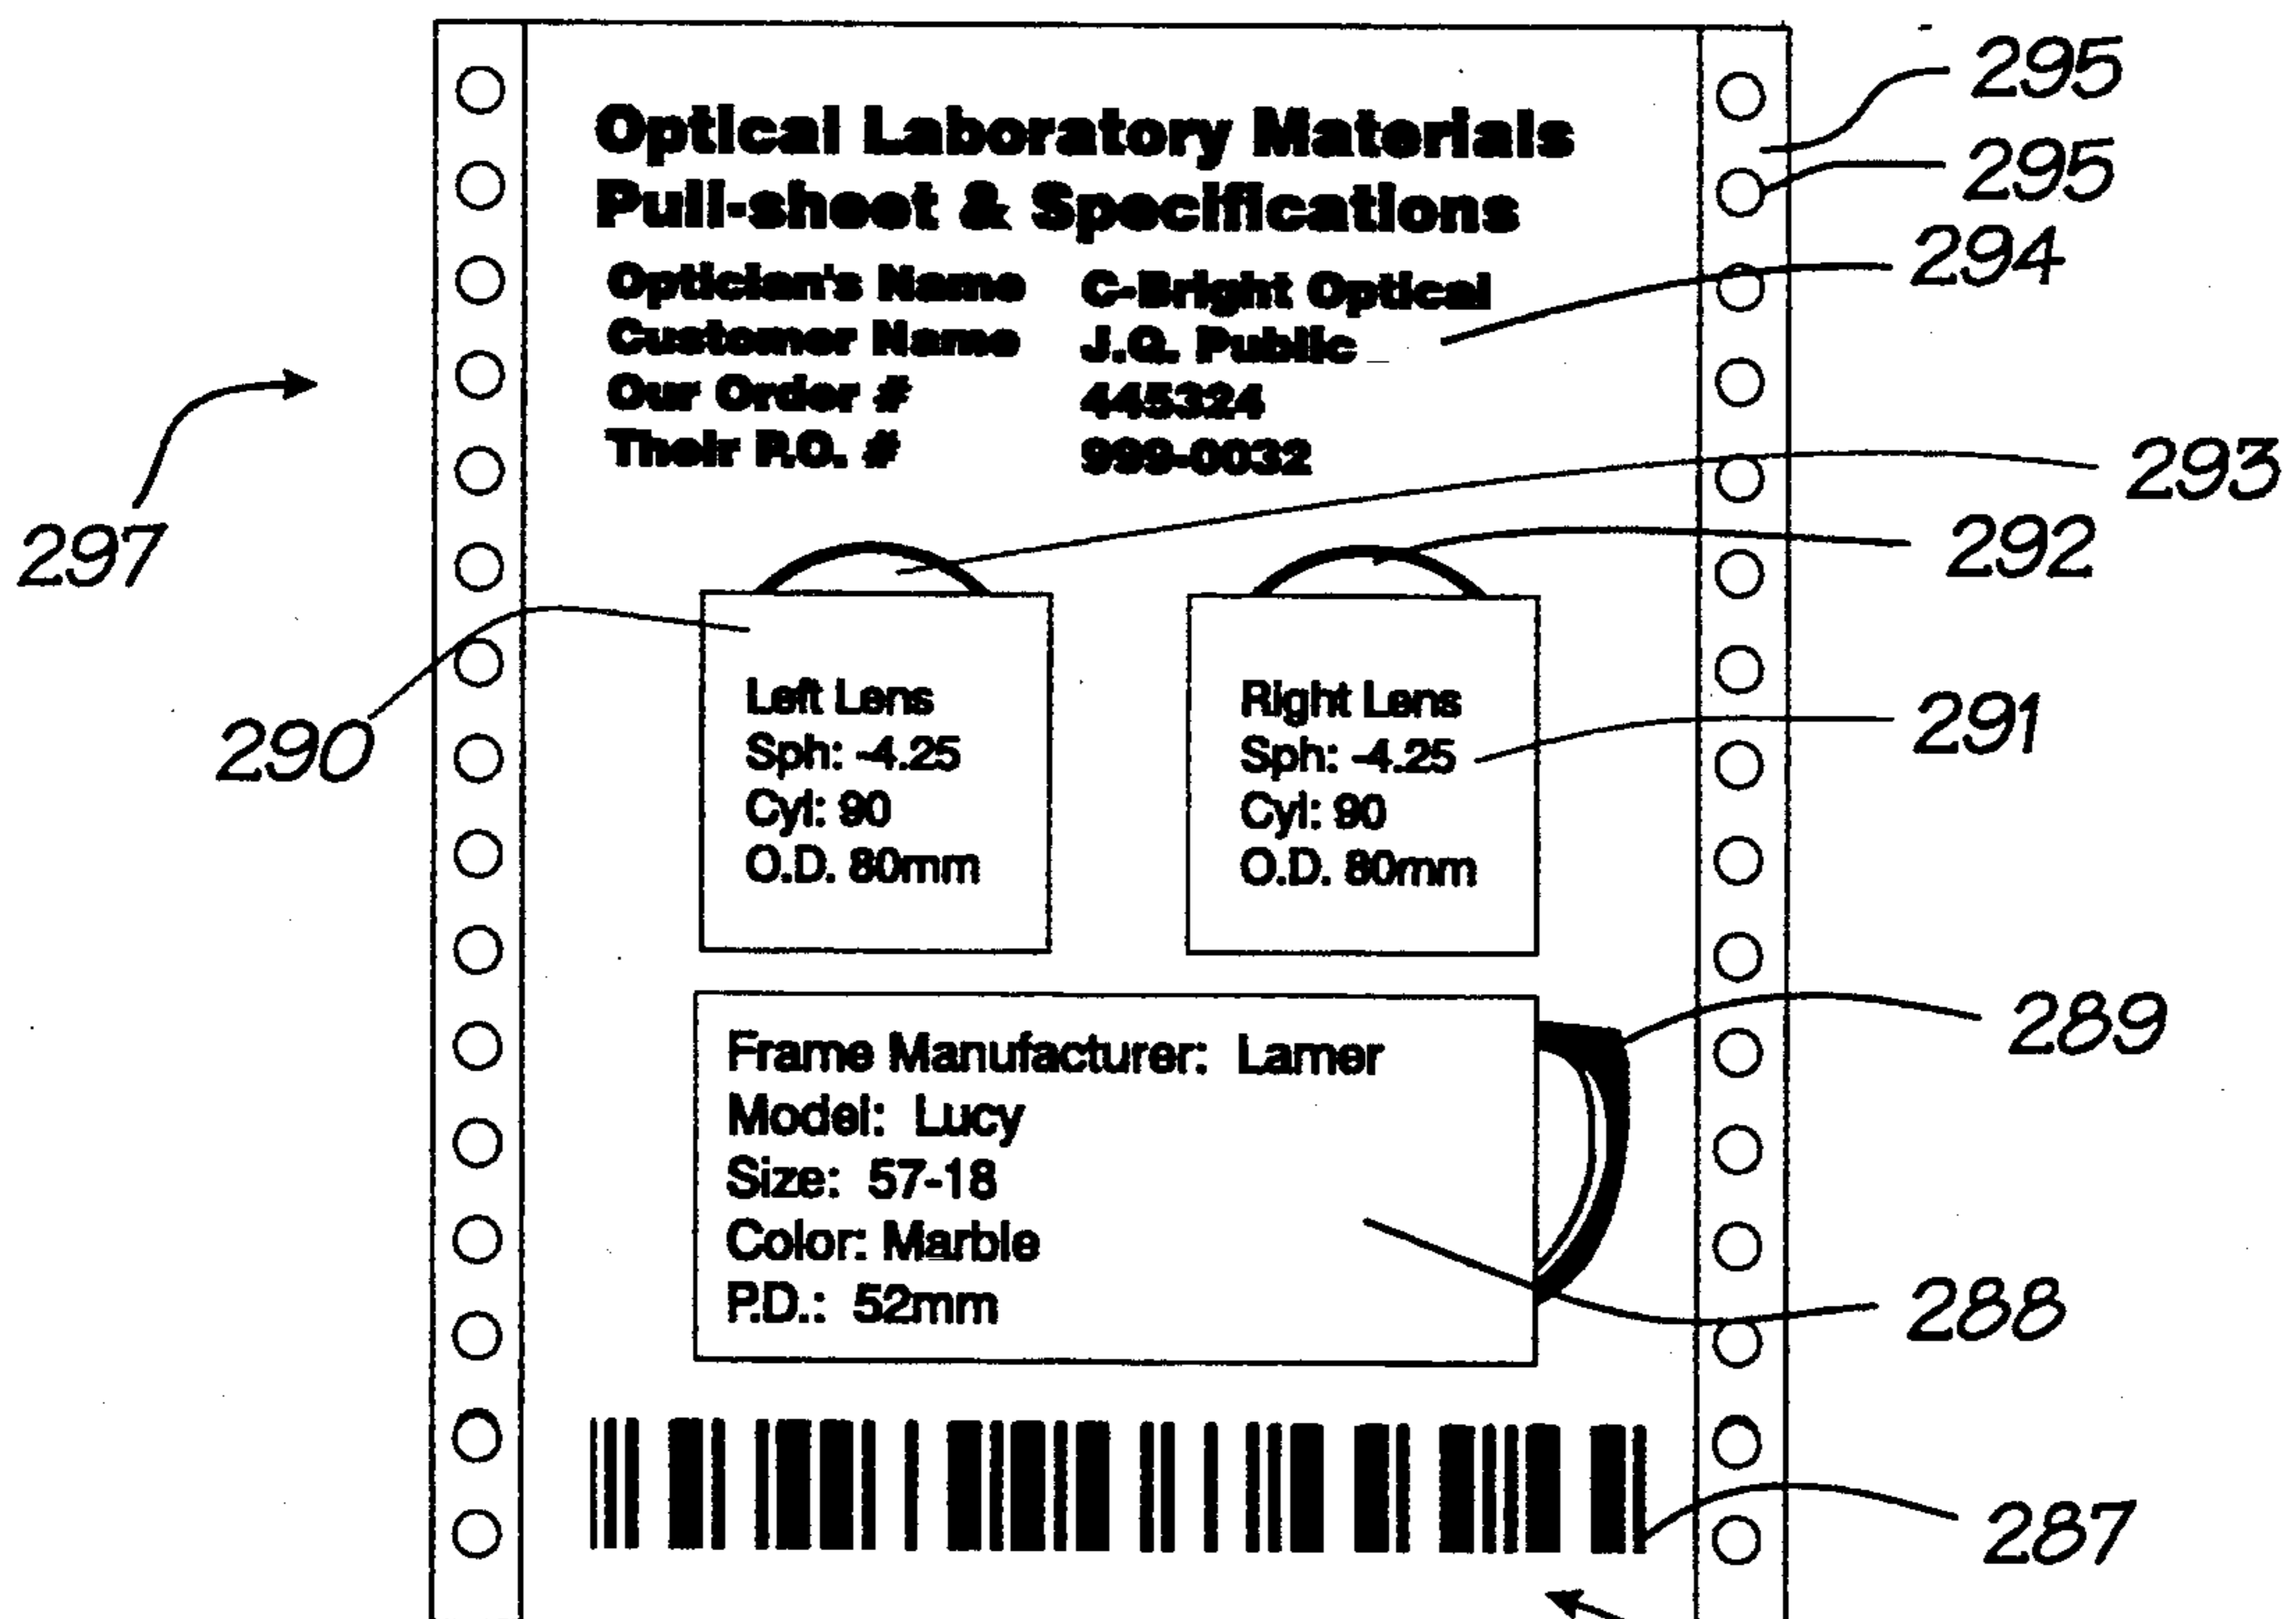 Optical Laboratory Materials
Pull-sheet & Specifications
Optician's Name C-Bright Optical
Customer Name J.Q. Public
Our Order # 445324
Their P.O. # 999-0032
Left Lens
Sph: -4.25
Cyl: 90
O.D. 80mm
Right Lens
Sph: -4.25
Cyl: 90
O.D. 80mm
Frame Manufacturer: Lamer
Model: Lucy
Size: 57-18
Color: Marble
P.D.: 52mm
295
295
294
293
292
291
289
288
287
297
290